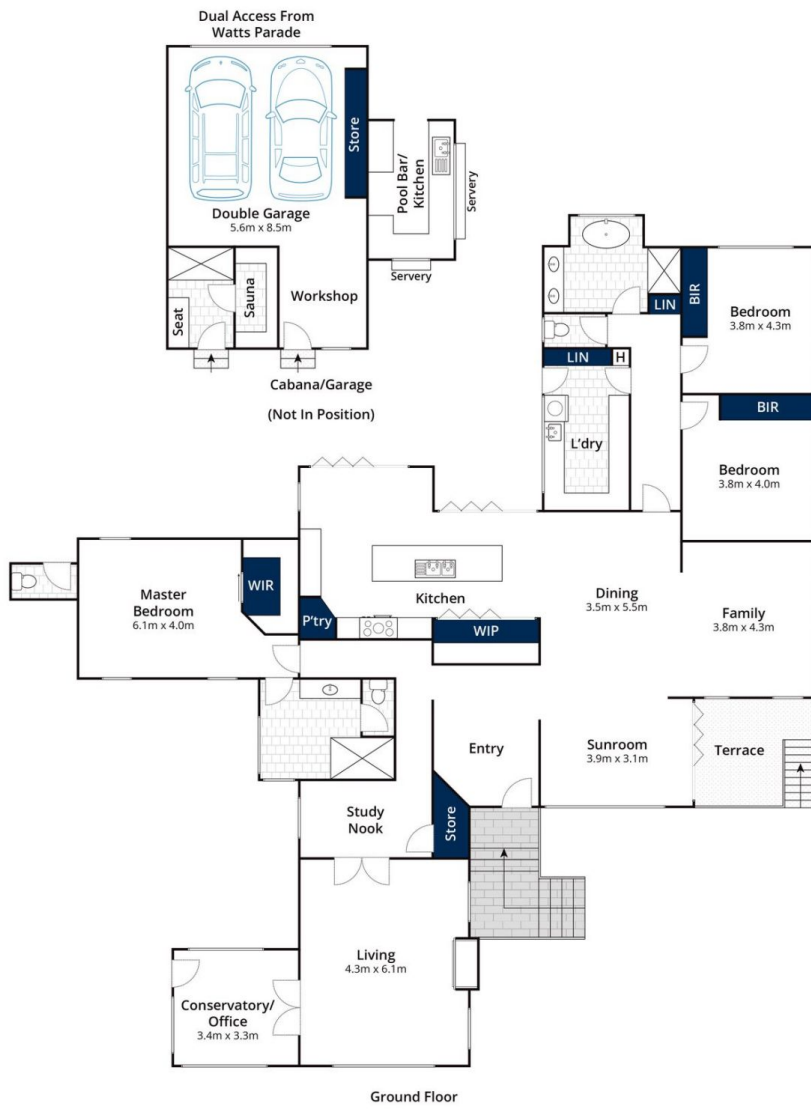 Dual Access From
Watts Parade
Store
Double Garage
5.6m x 8.5m
Pool Bar/
Kitchen
Servery
Servery
Seat
Sauna
Workshop
Cabana/Garage
(Not In Position)
LIN
BIR
Bedroom
3.8m x 4.3m
LIN
H
L'dry
BIR
Bedroom
3.8m x 4.0m
Master
Bedroom
6.1m x 4.0m
WIR
P'try
Kitchen
WIP
Dining
3.5m x 5.5m
Family
3.8m x 4.3m
Entry
Sunroom
3.9m x 3.1m
Terrace
Study
Nook
Store
Living
4.3m x 6.1m
Conservatory/
Office
3.4m x 3.3m
Ground Floor